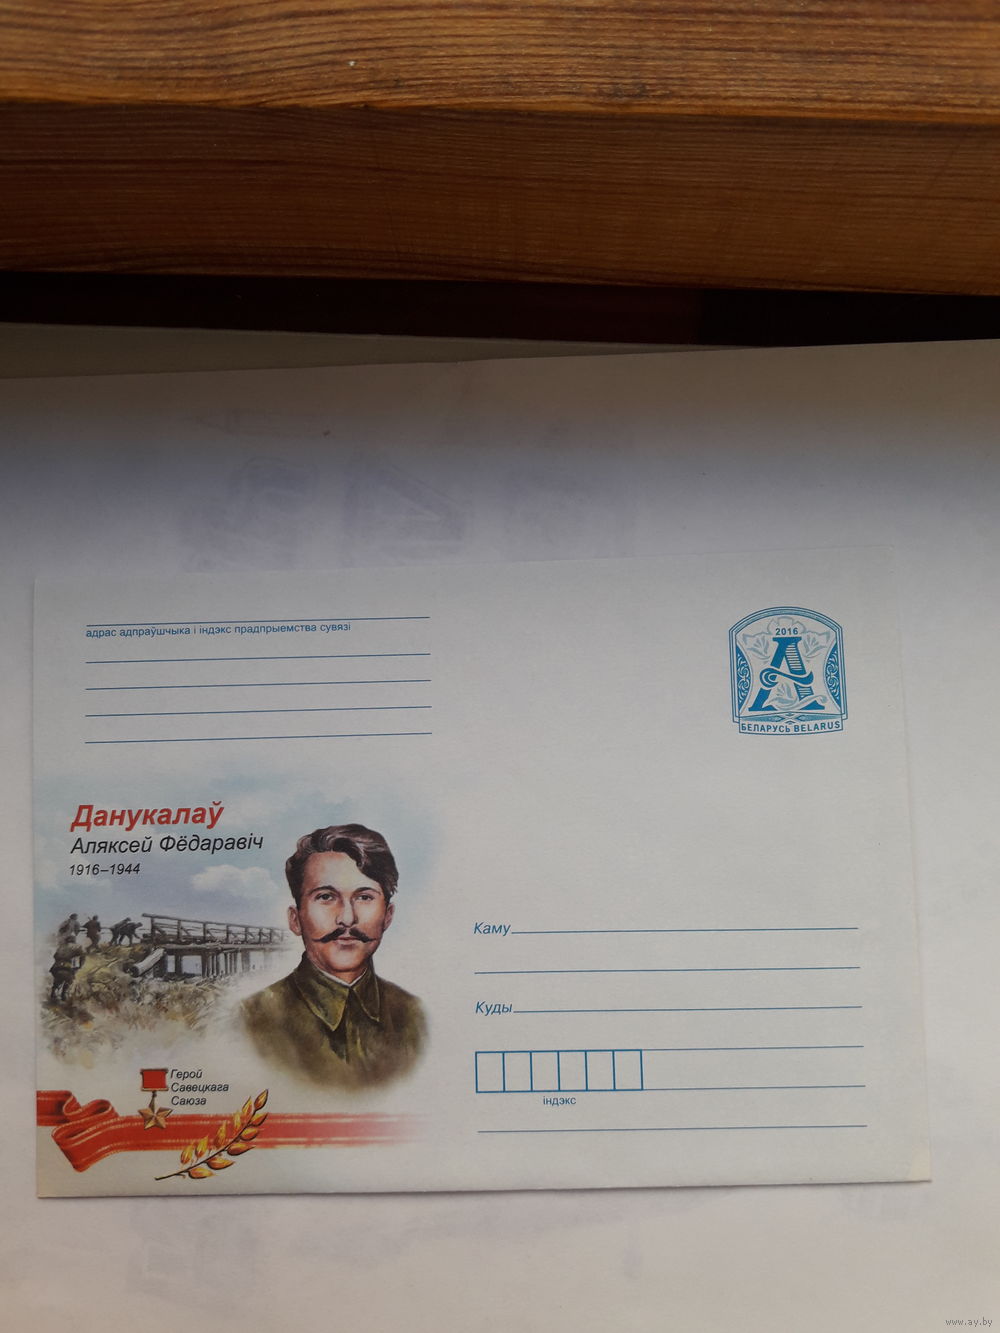 адрас адпраўшчыка і індэкс прадпрыемства сувязі
2016
А
БЕЛАРУСЬ BELARUS
Данукалаў
Аляксей Фёдаравіч
1916–1944
Каму
Куды
Герой
Савецкага
Саюза
індэкс
www.ay.by